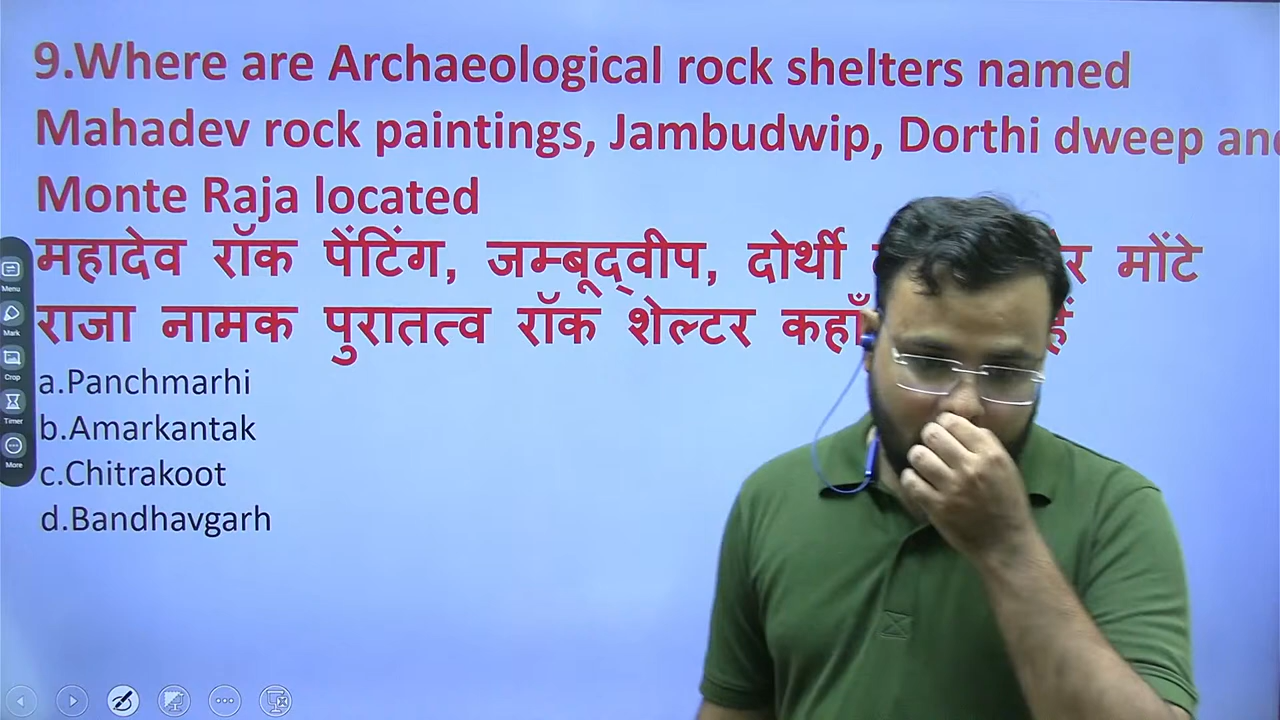 9.Where are Archaeological rock shelters named
Mahadev rock paintings, Jambudwip, Dorthi dweep and
Monte Raja located
महादेव रॉक पेंटिंग, जम्बूद्वीप, दोर्थी मोंटे
राजा नामक पुरातत्व रॉक शेल्टर कहाँ हैं
a.Panchmarhi
b.Amarkantak
c.Chitrakoot
d.Bandhavgarh
Menu
Mark
Crop
Timer
More